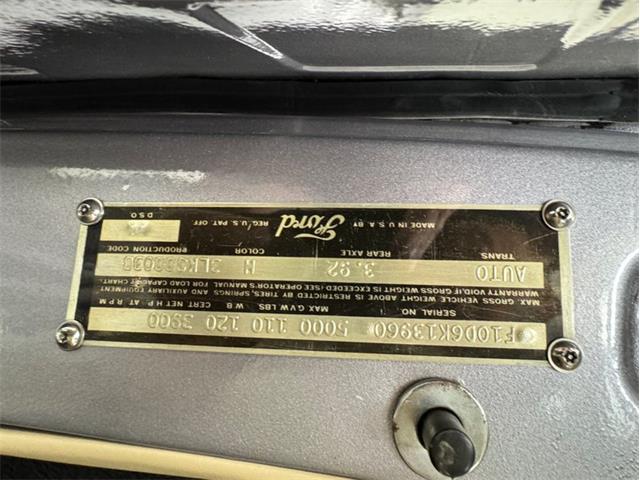 F10D6K13960 5000 110 120 3900
SERIAL NO. MAX G.V.W LBS. W.B. CERT. NET H P AT R P M
MAX. GROSS VEHICLE WEIGHT ABOVE IS RESTRICTED BY TIRES, SPRINGS, AND AUXILIARY EQUIPMENT
WARRANTY VOID, IF GROSS WEIGHT IS EXCEEDED (SEE OPERATOR'S MANUAL FOR LOAD CAPACITY CHART)
AUTO 3.92 H
TRANS. REAR AXLE COLOR PRODUCTION CODE
MADE IN U.S.A. BY Ford REG. U.S. PAT. OFF. D S O